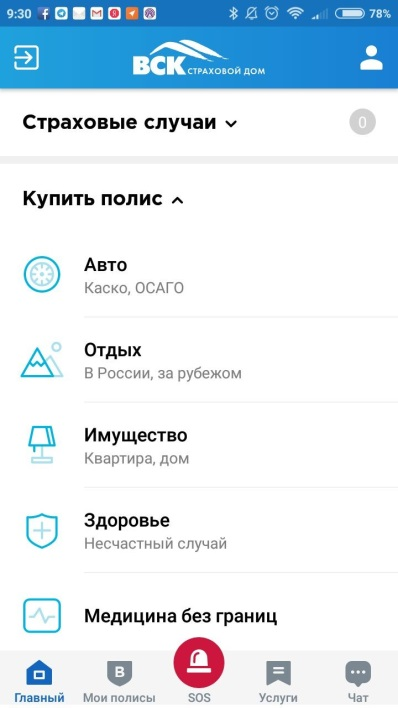 9:30 78%
ВСК СТРАХОВОЙ ДОМ
Страховые случаи 0
Купить полис
Авто
Каско, ОСАГО
Отдых
В России, за рубежом
Имущество
Квартира, дом
Здоровье
Несчастный случай
Медицина без границ
В
Главный Мои полисы SOS Услуги Чат